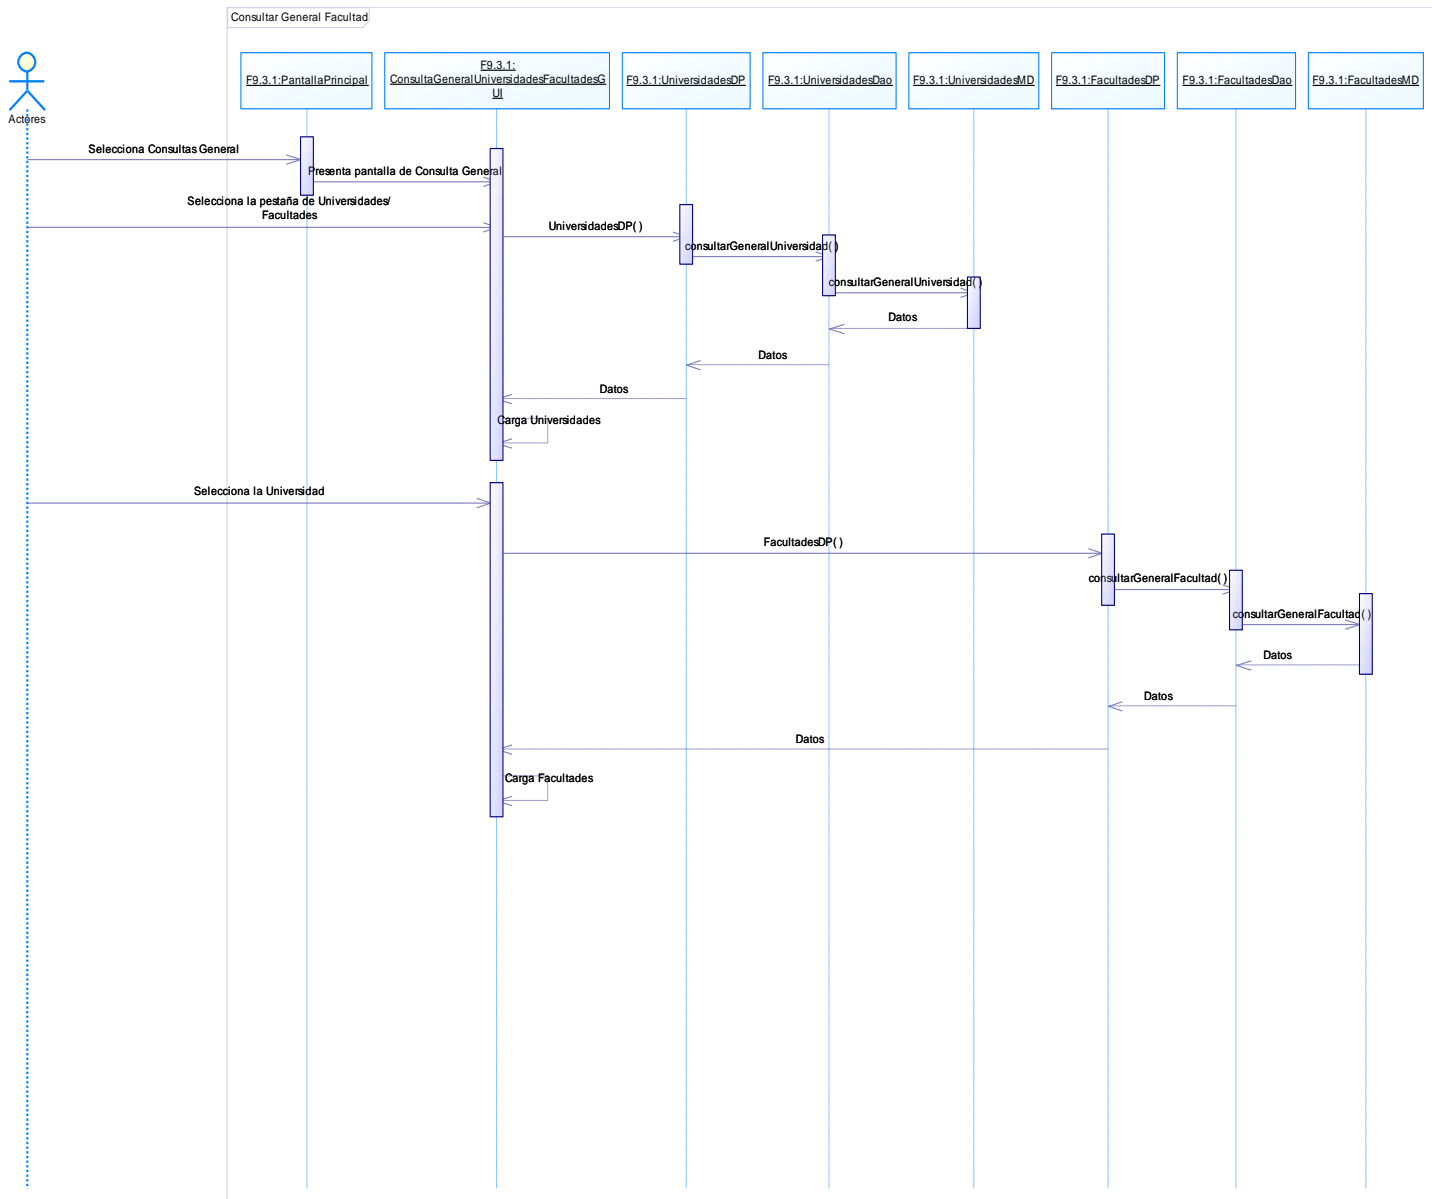 Consultar General Facultad
Actores
F9.3.1:PantallaPrincipal
F9.3.1:
ConsultaGeneralUniversidadesFacultadesG
UI
F9.3.1:UniversidadesDP
F9.3.1:UniversidadesDao
F9.3.1:UniversidadesMD
F9.3.1:FacultadesDP
F9.3.1:FacultadesDao
F9.3.1:FacultadesMD
Selecciona Consultas General
Presenta pantalla de Consulta General
Selecciona la pestaña de Universidades/
Facultades
UniversidadesDP( )
consultarGeneralUniversidad( )
consultarGeneralUniversidad( )
Datos
Datos
Datos
Carga Universidades
Selecciona la Universidad
FacultadesDP( )
consultarGeneralFacultad( )
consultarGeneralFacultad( )
Datos
Datos
Datos
Carga Facultades